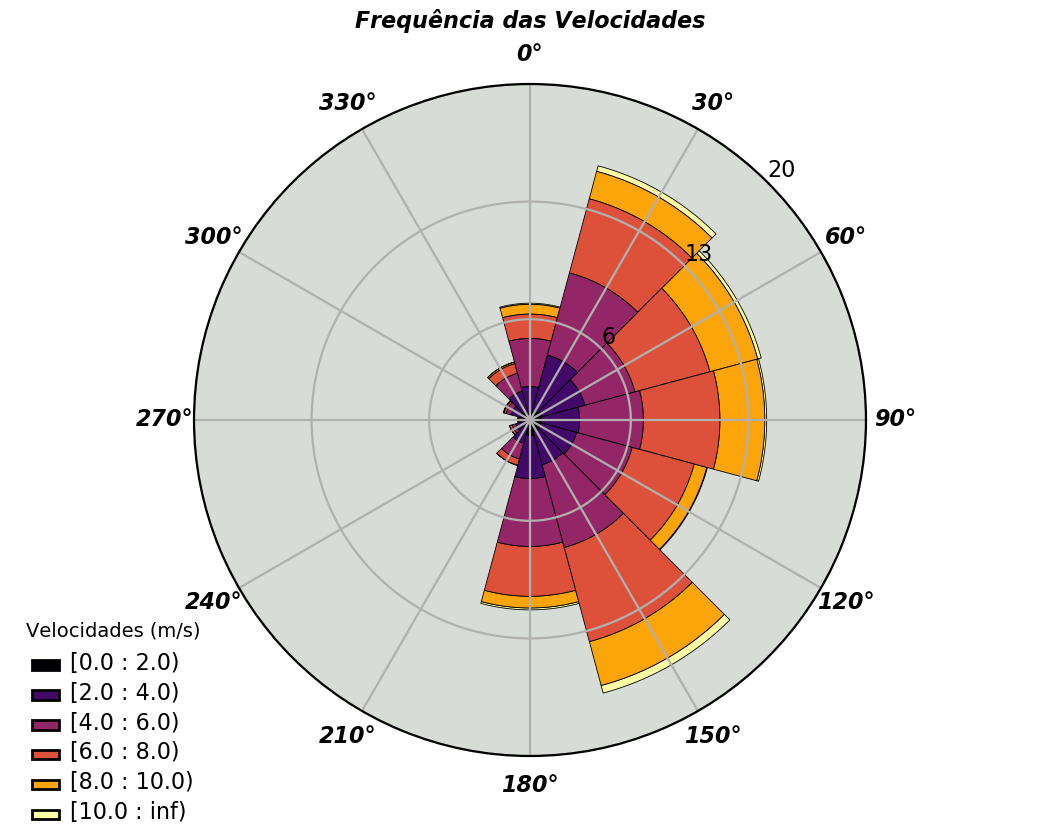 Frequência das Velocidades
0°
330°
30°
20
300°
60°
13
6
270°
90°
240°
120°
210°
150°
180°
Velocidades (m/s)
[0.0 : 2.0)
[2.0 : 4.0)
[4.0 : 6.0)
[6.0 : 8.0)
[8.0 : 10.0)
[10.0 : inf)